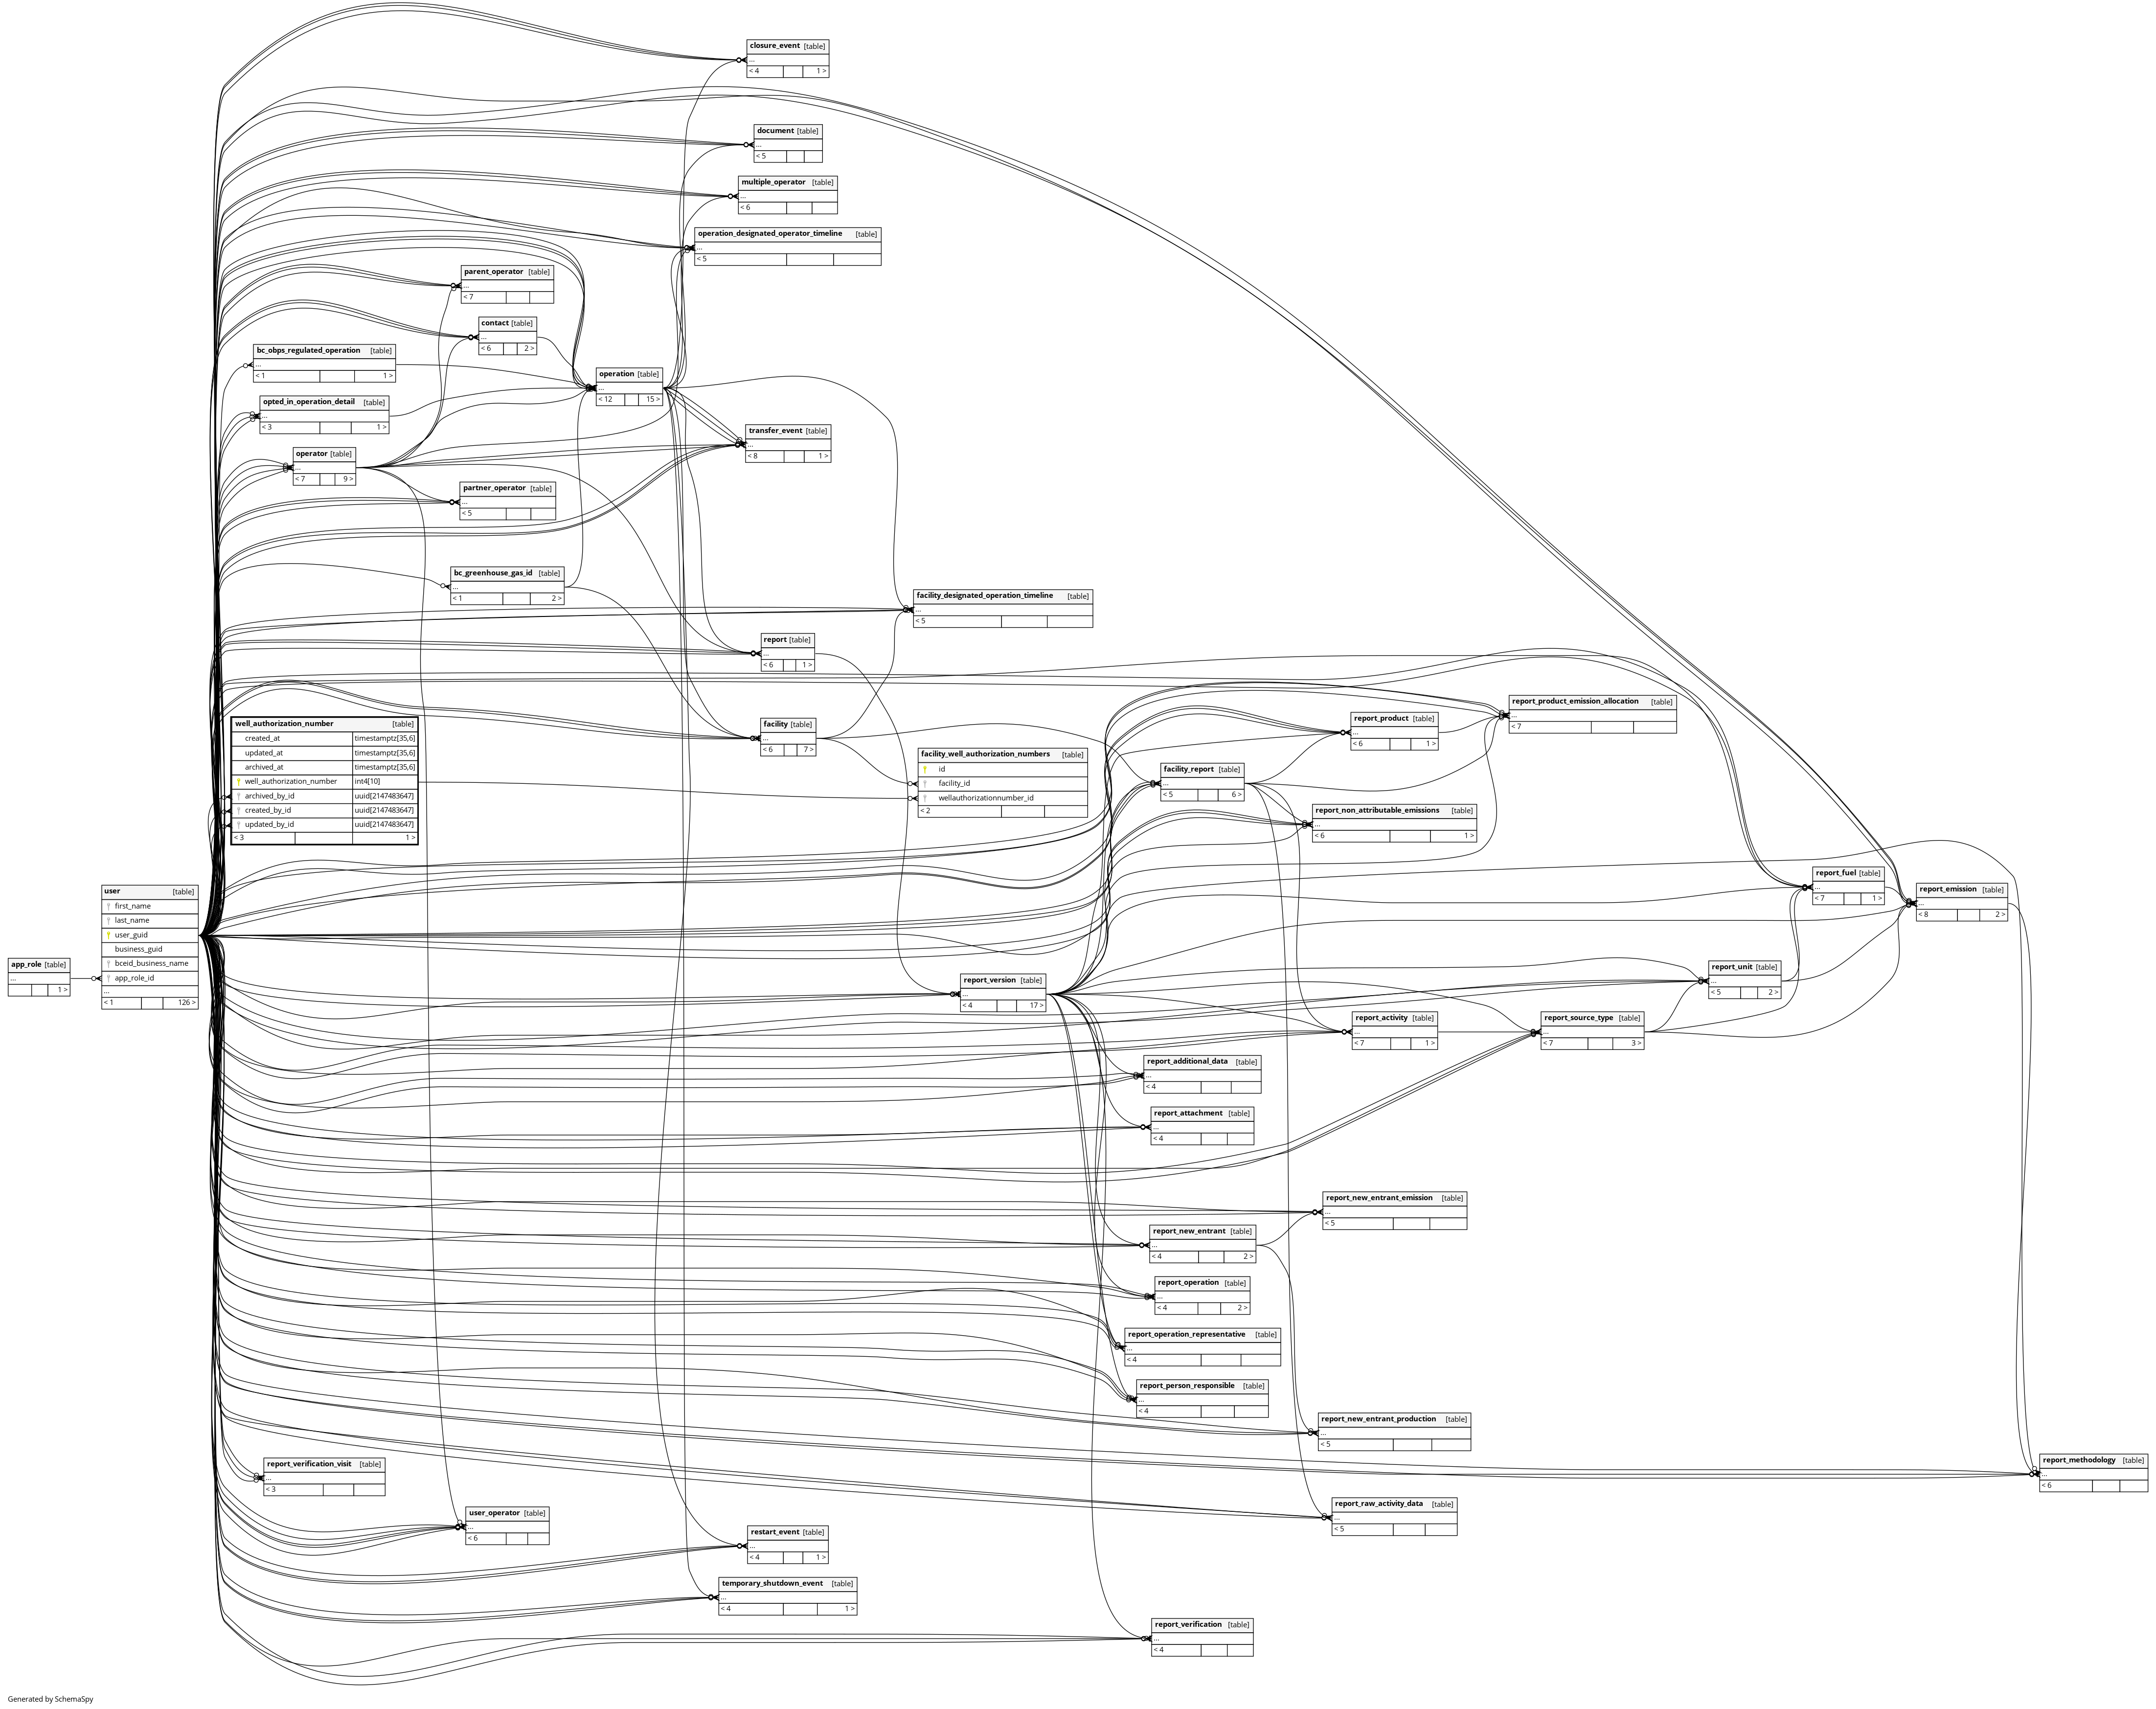 closure_event [table]
...
< 4 1 >
document [table]
...
< 5
multiple_operator [table]
...
< 6
operation_designated_operator_timeline [table]
...
< 5
parent_operator [table]
...
< 7
contact [table]
...
< 6 2 >
bc_obps_regulated_operation [table]
...
< 1 1 >
operation [table]
...
< 12 15 >
opted_in_operation_detail [table]
...
< 3 1 >
transfer_event [table]
...
< 8 1 >
operator [table]
...
< 7 9 >
partner_operator [table]
...
< 5
bc_greenhouse_gas_id [table]
...
< 1 2 >
facility_designated_operation_timeline [table]
...
< 5
report [table]
...
< 6 1 >
report_product_emission_allocation [table]
...
< 7
well_authorization_number [table]
created_at timestamptz[35,6]
updated_at timestamptz[35,6]
archived_at timestamptz[35,6]
well_authorization_number int4[10]
archived_by_id uuid[2147483647]
created_by_id uuid[2147483647]
updated_by_id uuid[2147483647]
< 3 1 >
facility [table]
...
< 6 7 >
report_product [table]
...
< 6 1 >
facility_well_authorization_numbers [table]
id
facility_id
wellauthorizationnumber_id
< 2
facility_report [table]
...
< 5 6 >
report_non_attributable_emissions [table]
...
< 6 1 >
report_fuel [table]
...
< 7 1 >
report_emission [table]
...
< 8 2 >
user [table]
first_name
last_name
user_guid
business_guid
bceid_business_name
app_role_id
...
< 1 126 >
app_role [table]
...
1 >
report_version [table]
...
< 4 17 >
report_unit [table]
...
< 5 2 >
report_activity [table]
...
< 7 1 >
report_source_type [table]
...
< 7 3 >
report_additional_data [table]
...
< 4
report_attachment [table]
...
< 4
report_new_entrant_emission [table]
...
< 5
report_new_entrant [table]
...
< 4 2 >
report_operation [table]
...
< 4 2 >
report_operation_representative [table]
...
< 4
report_person_responsible [table]
...
< 4
report_new_entrant_production [table]
...
< 5
report_verification_visit [table]
...
< 3
report_methodology [table]
...
< 6
report_raw_activity_data [table]
...
< 5
user_operator [table]
...
< 6
restart_event [table]
...
< 4 1 >
temporary_shutdown_event [table]
...
< 4 1 >
report_verification [table]
...
< 4
Generated by SchemaSpy